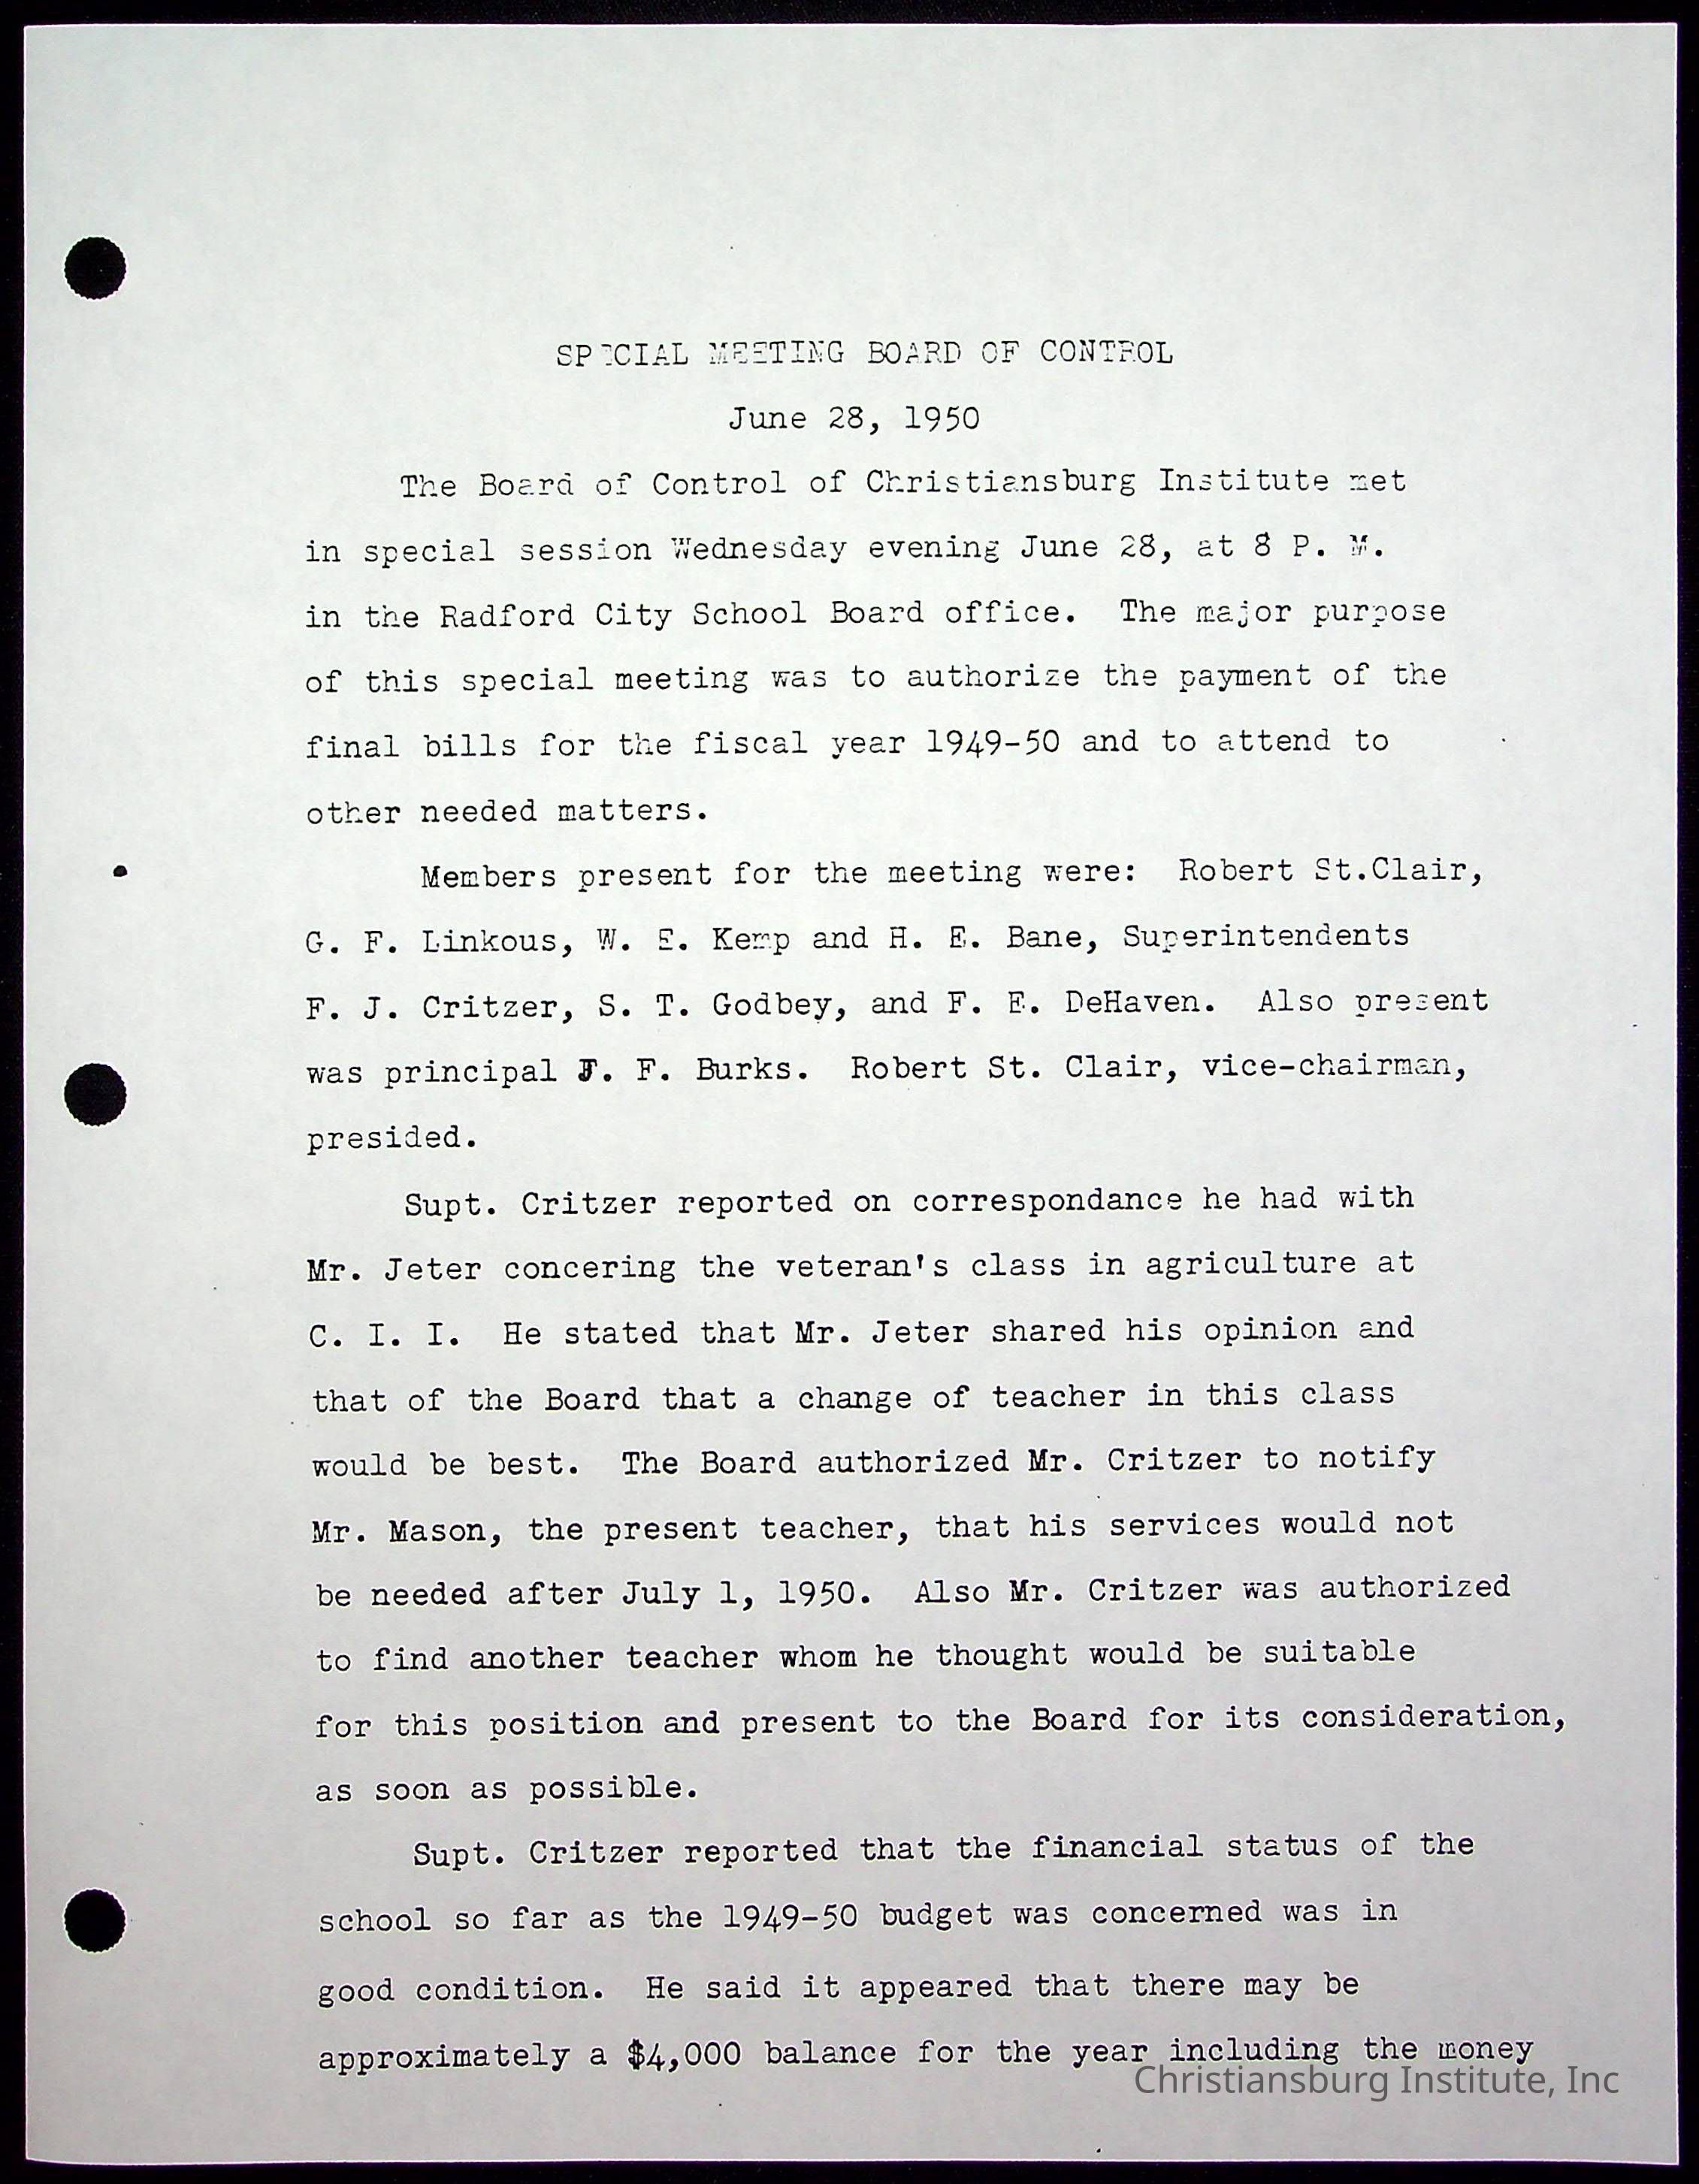 SPECIAL MEETING BOARD OF CONTROL
June 28, 1950
The Board of Control of Christiansburg Institute met
in special session Wednesday evening June 28, at 8 P. M.
in the Radford City School Board office. The major purpose
of this special meeting was to authorize the payment of the
final bills for the fiscal year 1949-50 and to attend to
other needed matters.
Members present for the meeting were: Robert St.Clair,
G. F. Linkous, W. E. Kemp and H. E. Bane, Superintendents
F. J. Critzer, S. T. Godbey, and F. E. DeHaven. Also present
was principal J. F. Burks. Robert St. Clair, vice-chairman,
presided.
Supt. Critzer reported on correspondance he had with
Mr. Jeter concering the veteran's class in agriculture at
C. I. I. He stated that Mr. Jeter shared his opinion and
that of the Board that a change of teacher in this class
would be best. The Board authorized Mr. Critzer to notify
Mr. Mason, the present teacher, that his services would not
be needed after July 1, 1950. Also Mr. Critzer was authorized
to find another teacher whom he thought would be suitable
for this position and present to the Board for its consideration,
as soon as possible.
Supt. Critzer reported that the financial status of the
school so far as the 1949-50 budget was concerned was in
good condition. He said it appeared that there may be
approximately a $4,000 balance for the year including the money
Christiansburg Institute, Inc